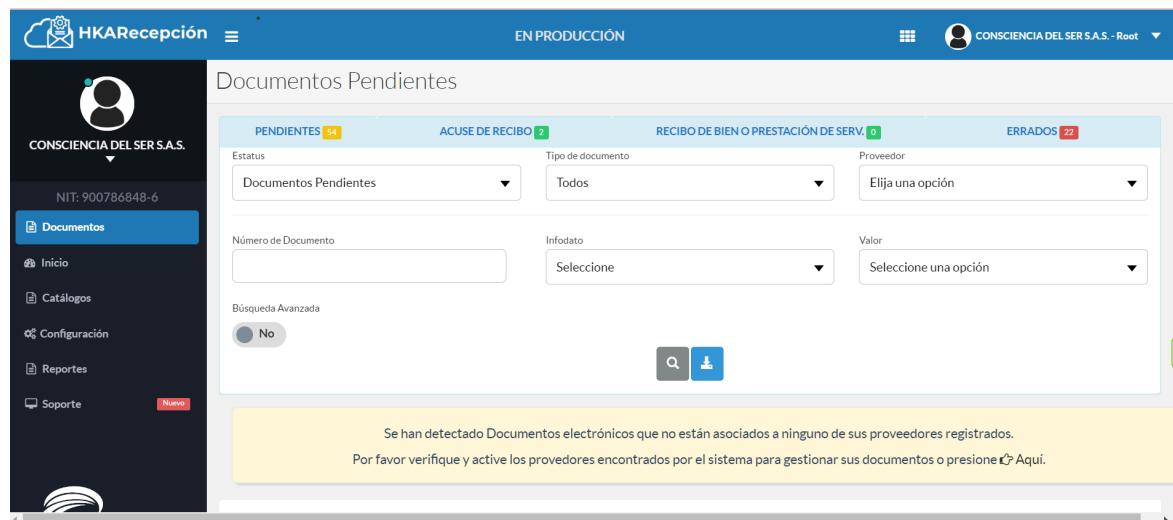 HKARecepción
EN PRODUCCIÓN
CONSCIENCIA DEL SER S.A.S. - Root
CONSCIENCIA DEL SER S.A.S.
NIT: 900786848-6
Documentos
Inicio
Catálogos
Configuración
Reportes
Soporte Nuevo
Documentos Pendientes
PENDIENTES 54 ACUSE DE RECIBO 2 RECIBO DE BIEN O PRESTACIÓN DE SERV. 0 ERRADOS 22
Estatus Tipo de documento Proveedor
Documentos Pendientes Todos Elija una opción
Número de Documento Infodato Valor
Seleccione Seleccione una opción
Búsqueda Avanzada
No
Se han detectado Documentos electrónicos que no están asociados a ninguno de sus proveedores registrados.
Por favor verifique y active los provedores encontrados por el sistema para gestionar sus documentos o presione Aquí.